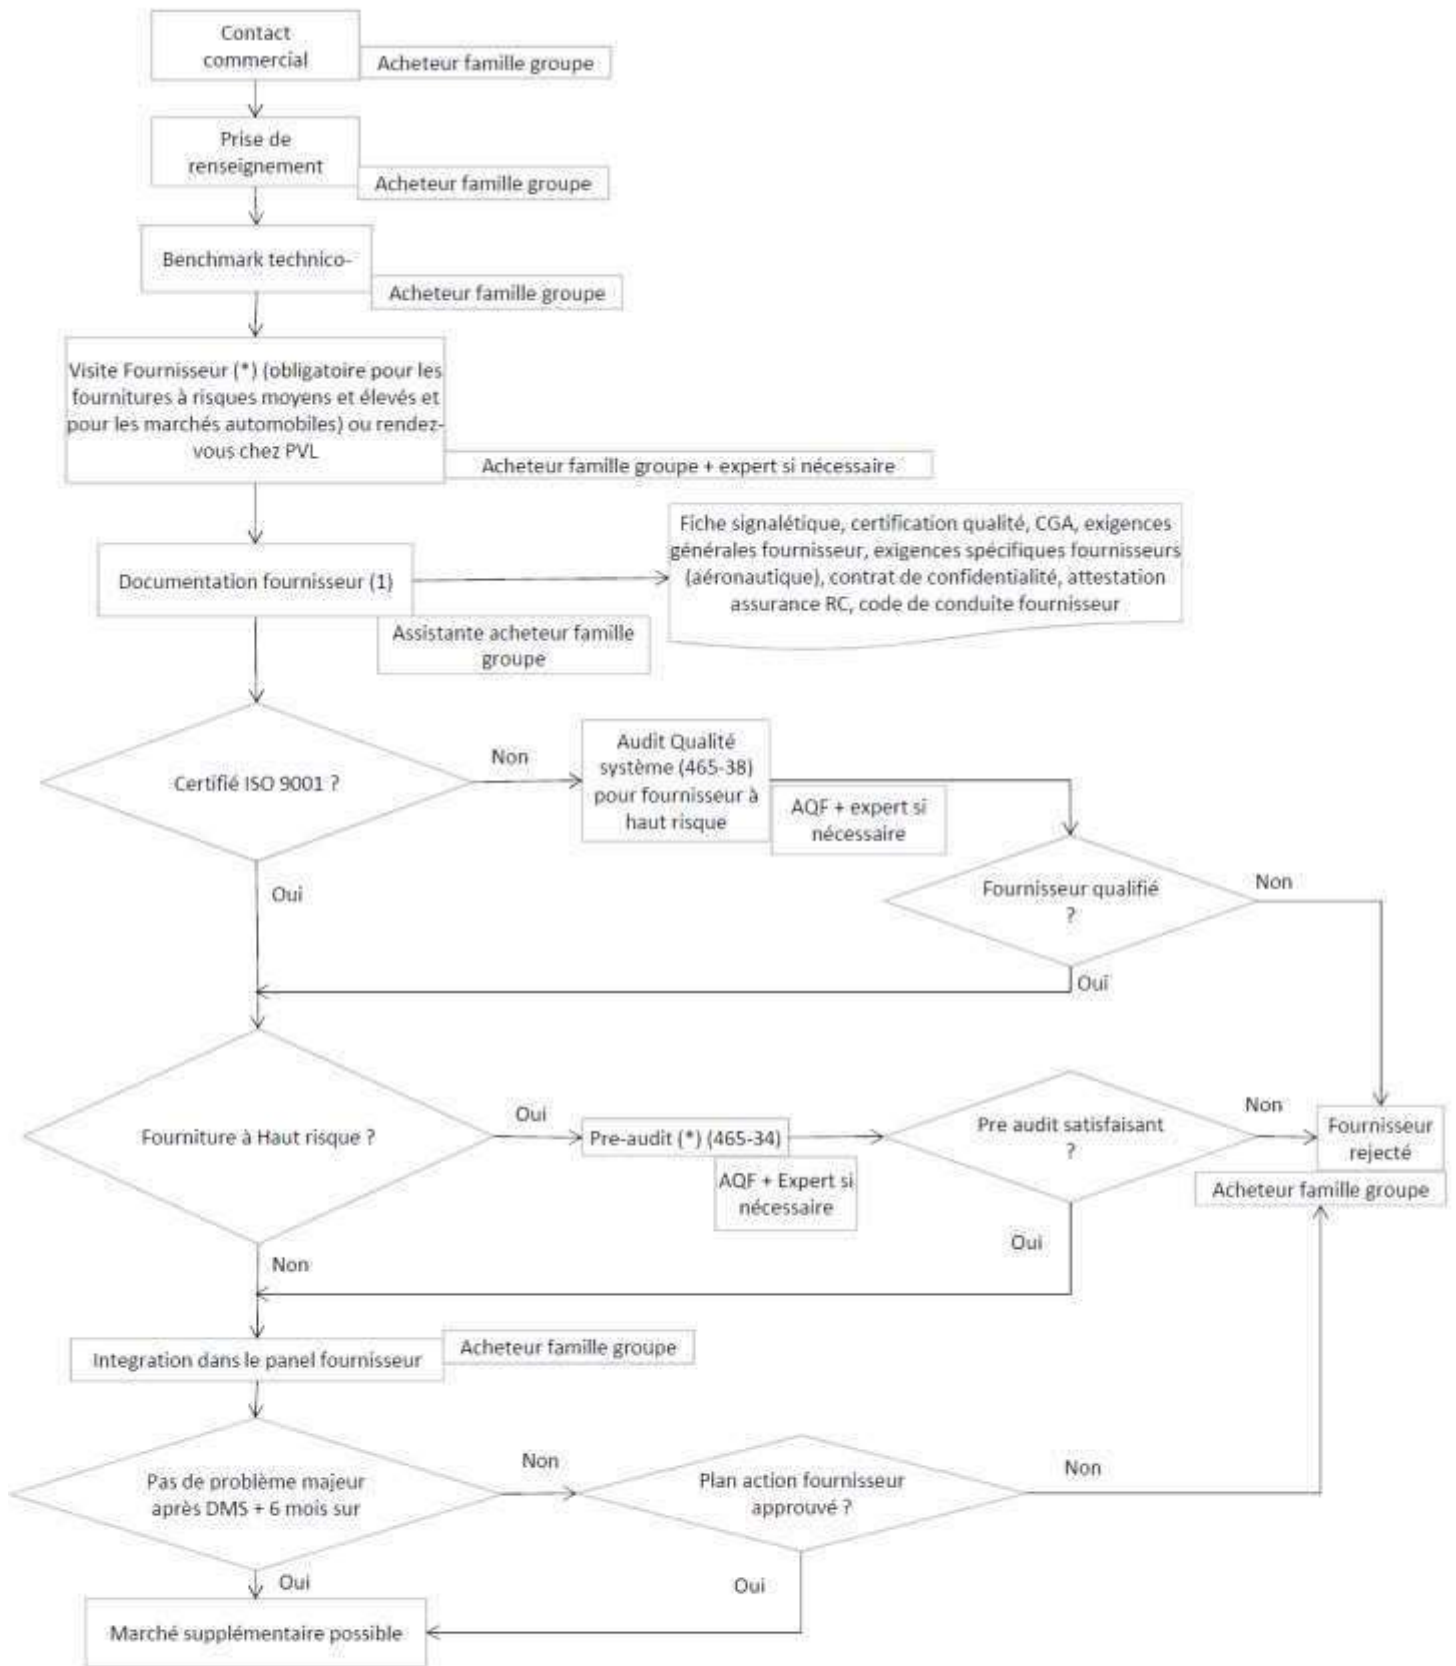 Contact
commercial
Acheteur famille groupe
Prise de
renseignement
Acheteur famille groupe
Benchmark technico-
Acheteur famille groupe
Visite Fournisseur (*) (obligatoire pour les
fournitures à risques moyens et élevés et
pour les marchés automobiles) ou rendez-
vous chez PVL
Acheteur famille groupe + expert si nécessaire
Documentation fournisseur (1)
Assistante acheteur famille
groupe
Fiche signalétique, certification qualité, CGA, exigences
générales fournisseur, exigences spécifiques fournisseurs
(aéronautique), contrat de confidentialité, attestation
assurance RC, code de conduite fournisseur
Certifié ISO 9001 ?
Non
Audit Qualité
système (465-38)
pour fournisseur à
haut risque
AQF + expert si
nécessaire
Oui
Fournisseur qualifié
?
Non
Oui
Fourniture à Haut risque ?
Oui
Pre-audit (*) (465-34)
AQF + Expert si
nécessaire
Pre audit satisfaisant
?
Non
Fournisseur
rejecté
Acheteur famille groupe
Oui
Non
Integration dans le panel fournisseur
Acheteur famille groupe
Pas de problème majeur
après DMS + 6 mois sur
Non
Plan action fournisseur
approuvé ?
Non
Oui
Oui
Marché supplémentaire possible